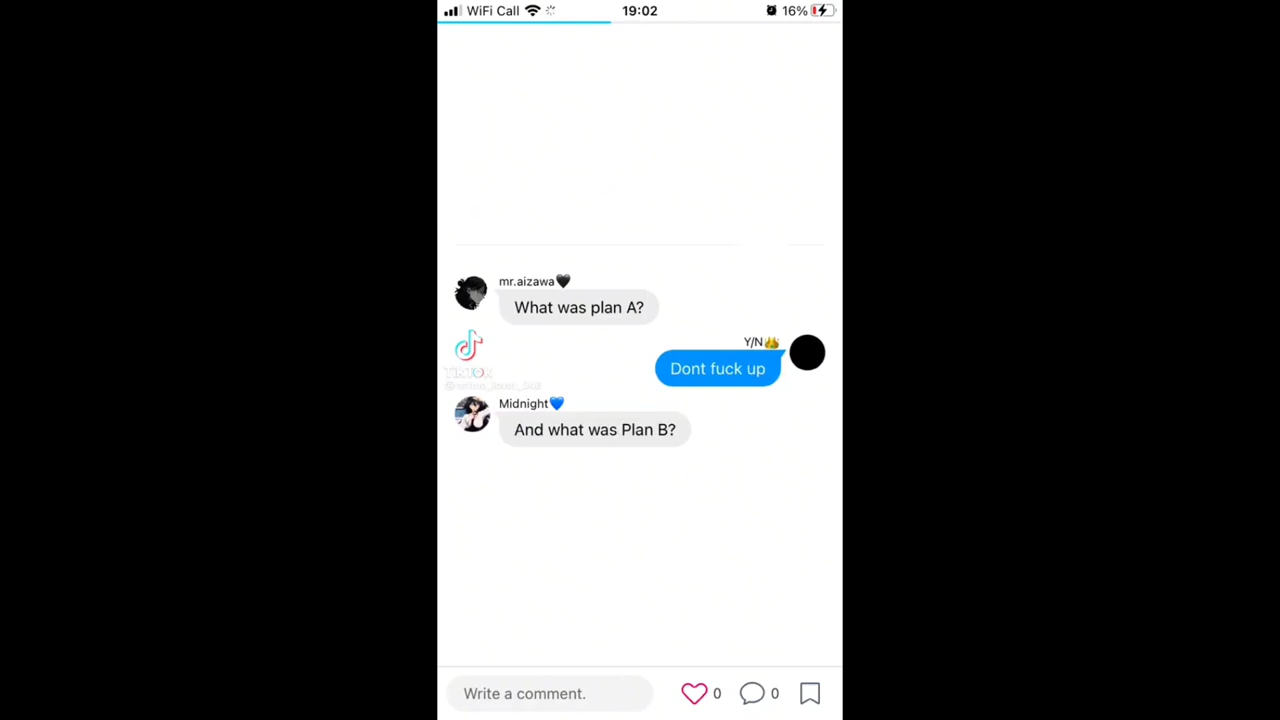 WiFi Call 19:02 16%
mr.aizawa🖤
What was plan A?
Y/N👑
Dont fuck up
TikTok
Midnight💙
And what was Plan B?
Write a comment. 0 0